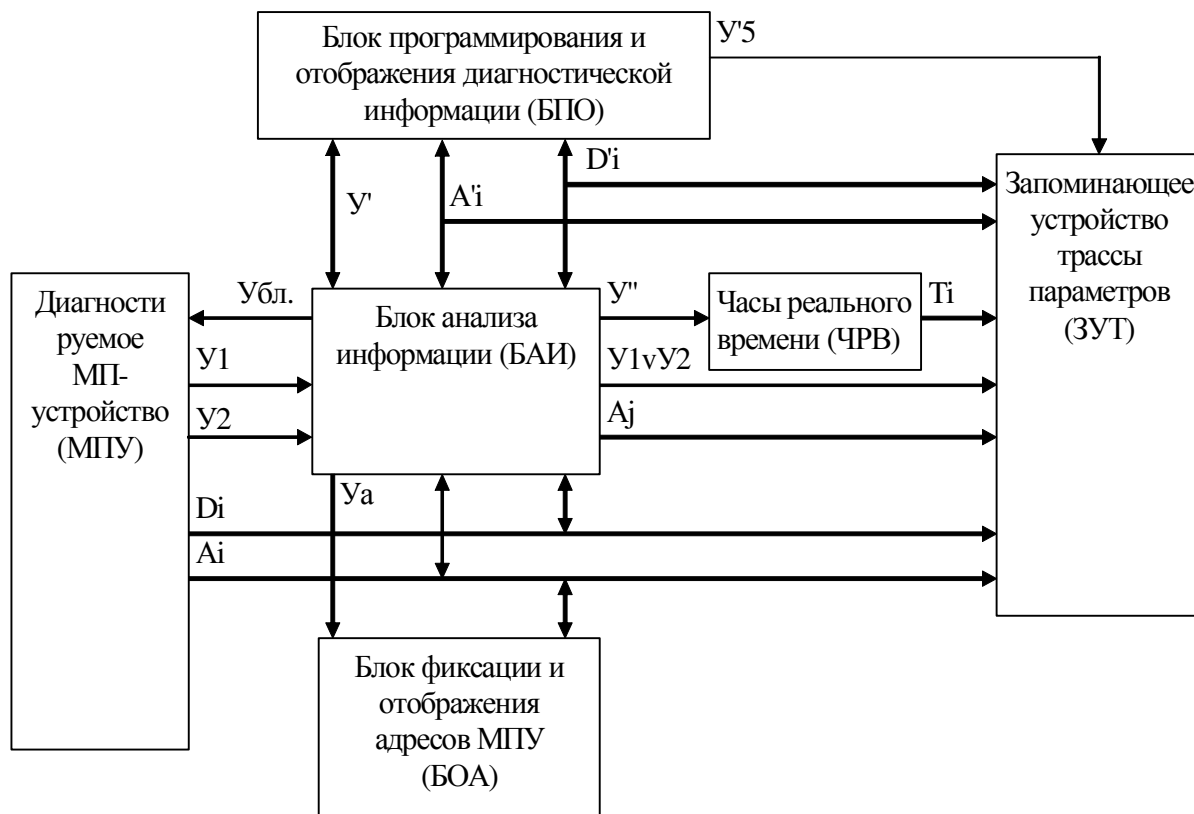 Блок программирования и
отображения диагностической
информации (БПО)
У'5
D'i
A'i
У'
Запоминающее
устройство
трассы
параметров
(ЗУТ)
Диагности
руемое
МП-
устройство
(МПУ)
Убл.
У1
У2
Блок анализа
информации (БАИ)
У"
Часы реального
времени (ЧРВ)
Ti
У1vУ2
Aj
Уа
Di
Ai
Блок фиксации и
отображения
адресов МПУ
(БОА)